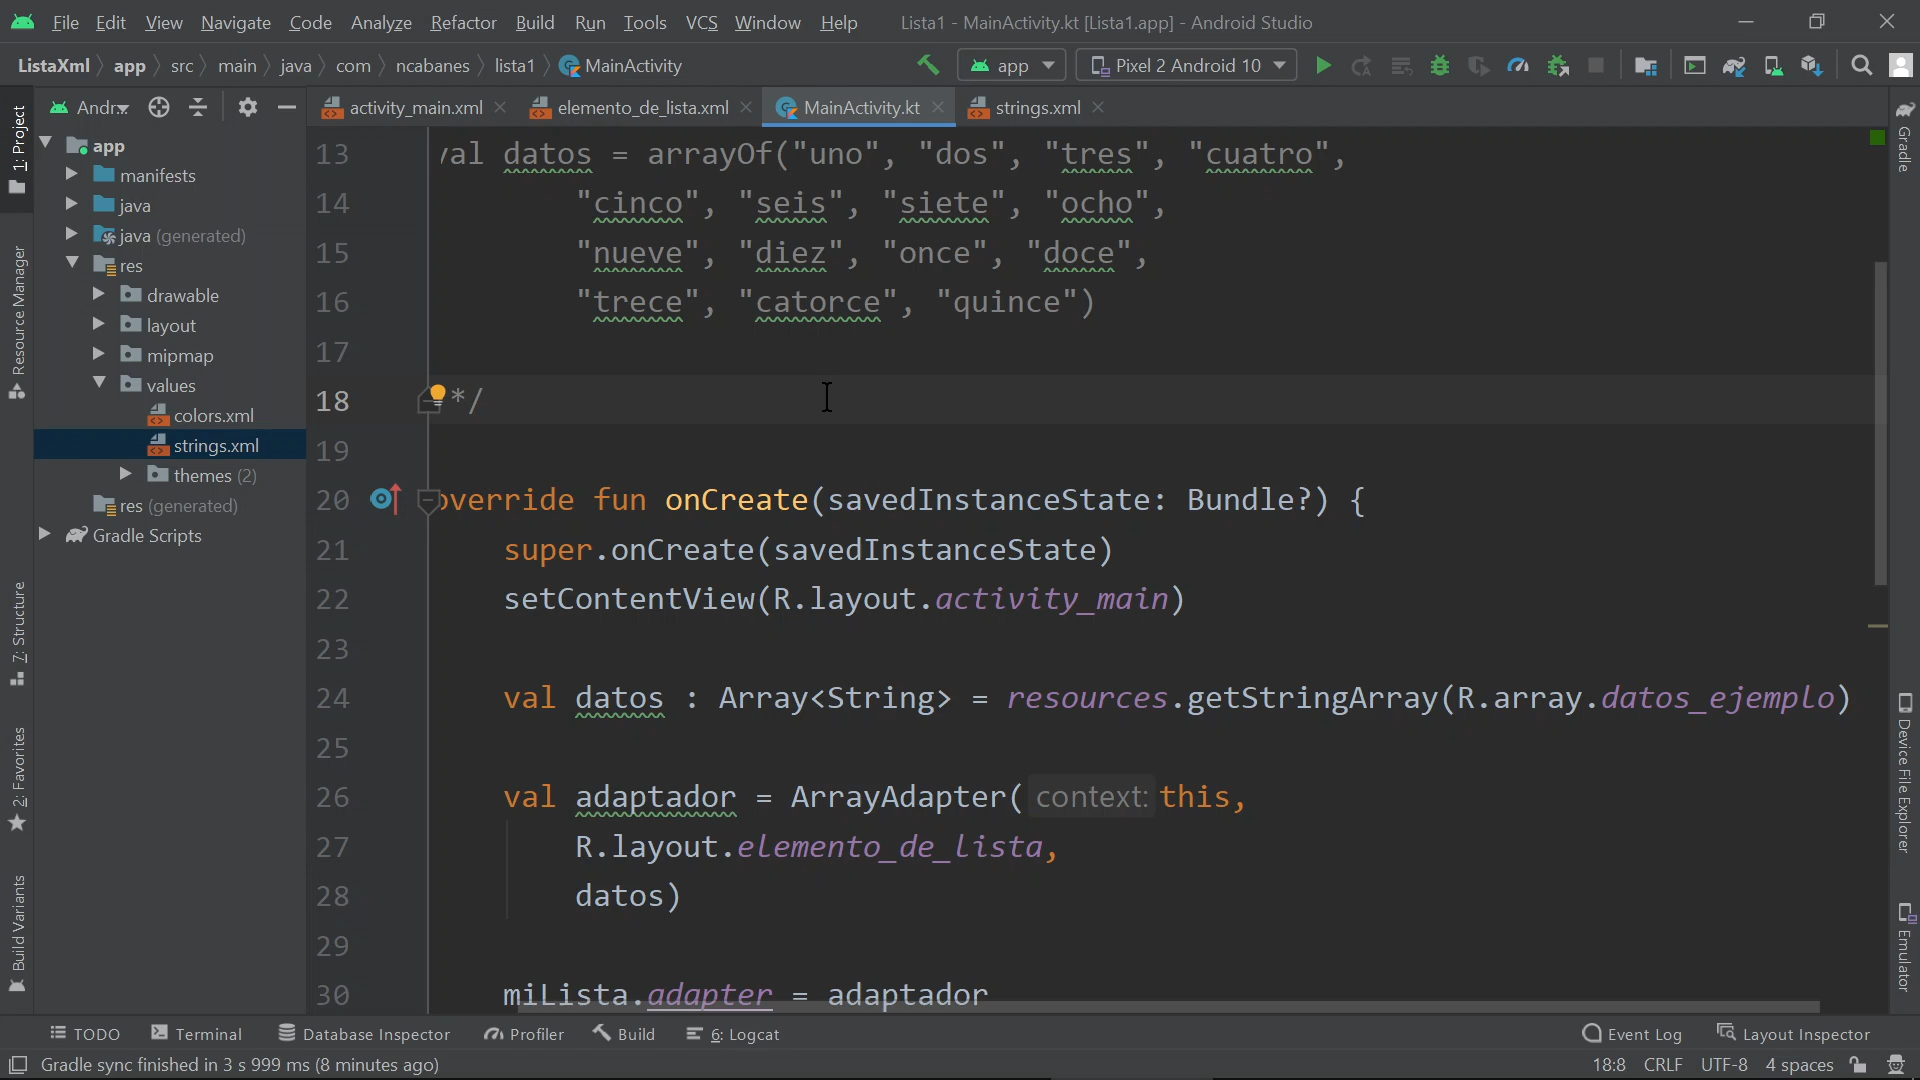 File Edit View Navigate Code Analyze Refactor Build Run Tools VCS Window Help Lista1 - MainActivity.kt [Lista1.app] - Android Studio
ListaXml app src main java com ncabanes lista1 MainActivity app Pixel 2 Android 10
Andr
activity_main.xml elemento_de_lista.xml MainActivity.kt strings.xml
1: Project
Resource Manager
7: Structure
2: Favorites
Build Variants
app
manifests
java
java (generated)
res
drawable
layout
mipmap
values
colors.xml
strings.xml
themes (2)
res (generated)
Gradle Scripts
13 val datos = arrayOf("uno", "dos", "tres", "cuatro",
14 "cinco", "seis", "siete", "ocho",
15 "nueve", "diez", "once", "doce",
16 "trece", "catorce", "quince")
17
18 */
19
20 override fun onCreate(savedInstanceState: Bundle?) {
21 super.onCreate(savedInstanceState)
22 setContentView(R.layout.activity_main)
23
24 val datos : Array<String> = resources.getStringArray(R.array.datos_ejemplo)
25
26 val adaptador = ArrayAdapter( context: this,
27 R.layout.elemento_de_lista,
28 datos)
29
30 miLista.adapter = adaptador
Gradle
Device File Explorer
Emulator
TODO Terminal Database Inspector Profiler Build 6: Logcat Event Log Layout Inspector
Gradle sync finished in 3 s 999 ms (8 minutes ago) 18:8 CRLF UTF-8 4 spaces